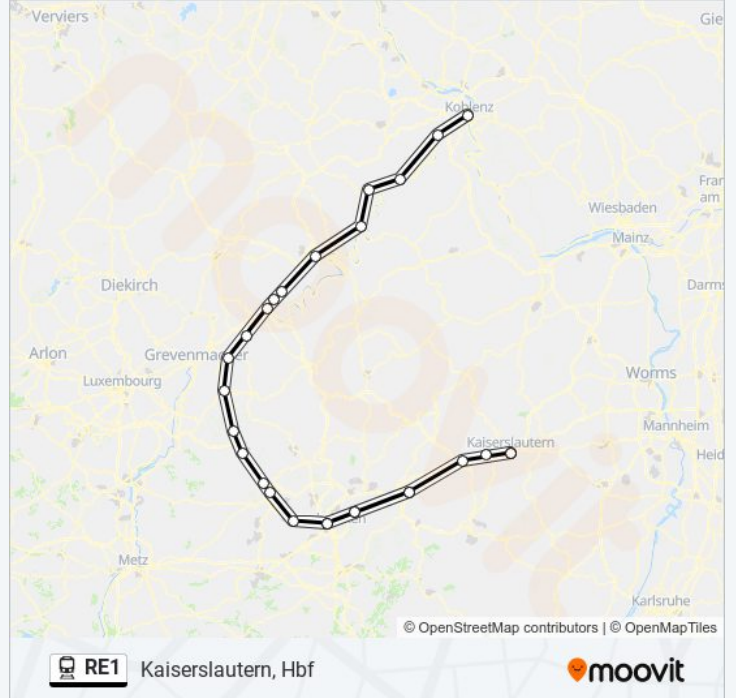 Verviers
Gie
Koblenz
Fran
am
Wiesbaden
Mainz
Diekirch
Darms
Arlon
Grevenmacher
Luxembourg
Worms
Mannheim
Kaiserslautern
Heid
Metz
Karlsruhe
moovit
© OpenStreetMap contributors | © OpenMapTiles
RE1 Kaiserslautern, Hbf
moovit